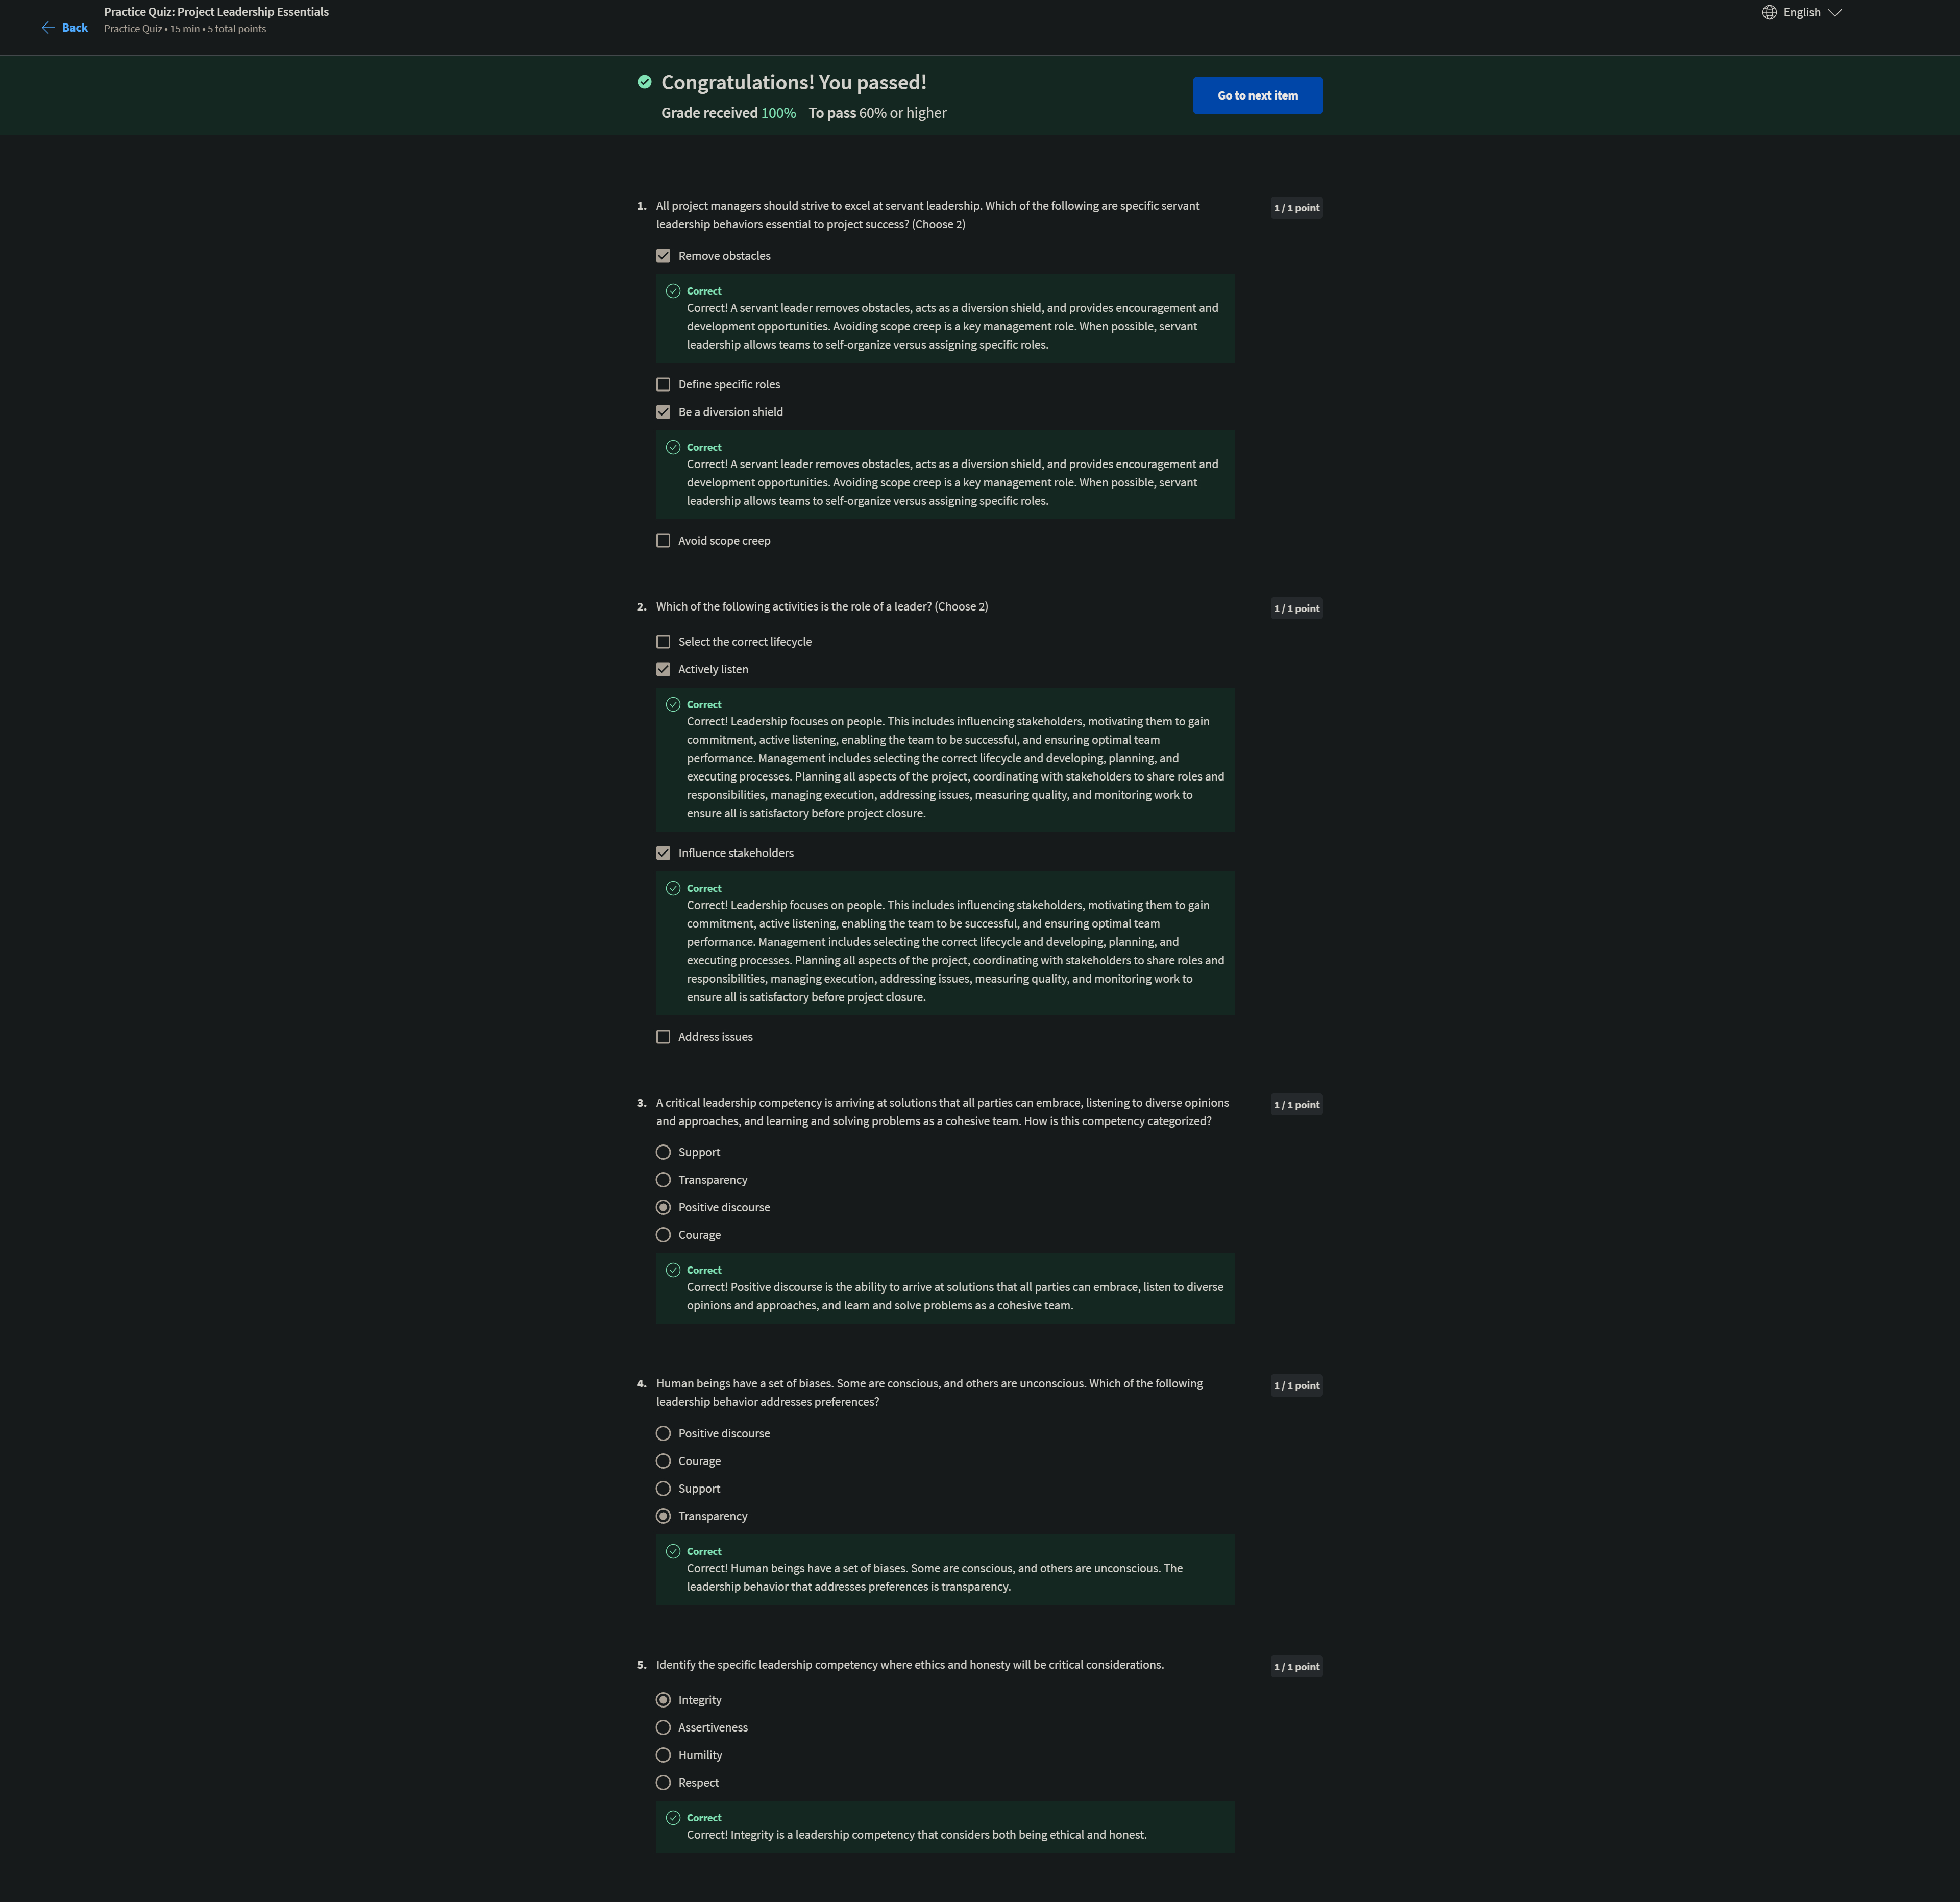 Back
Practice Quiz: Project Leadership Essentials
Practice Quiz • 15 min • 5 total points
English
Congratulations! You passed!
Grade received 100% To pass 60% or higher
Go to next item
1. All project managers should strive to excel at servant leadership. Which of the following are specific servant
leadership behaviors essential to project success? (Choose 2)
1 / 1 point
Remove obstacles
Correct
Correct! A servant leader removes obstacles, acts as a diversion shield, and provides encouragement and
development opportunities. Avoiding scope creep is a key management role. When possible, servant
leadership allows teams to self-organize versus assigning specific roles.
Define specific roles
Be a diversion shield
Correct
Correct! A servant leader removes obstacles, acts as a diversion shield, and provides encouragement and
development opportunities. Avoiding scope creep is a key management role. When possible, servant
leadership allows teams to self-organize versus assigning specific roles.
Avoid scope creep
2. Which of the following activities is the role of a leader? (Choose 2)
1 / 1 point
Select the correct lifecycle
Actively listen
Correct
Correct! Leadership focuses on people. This includes influencing stakeholders, motivating them to gain
commitment, active listening, enabling the team to be successful, and ensuring optimal team
performance. Management includes selecting the correct lifecycle and developing, planning, and
executing processes. Planning all aspects of the project, coordinating with stakeholders to share roles and
responsibilities, managing execution, addressing issues, measuring quality, and monitoring work to
ensure all is satisfactory before project closure.
Influence stakeholders
Correct
Correct! Leadership focuses on people. This includes influencing stakeholders, motivating them to gain
commitment, active listening, enabling the team to be successful, and ensuring optimal team
performance. Management includes selecting the correct lifecycle and developing, planning, and
executing processes. Planning all aspects of the project, coordinating with stakeholders to share roles and
responsibilities, managing execution, addressing issues, measuring quality, and monitoring work to
ensure all is satisfactory before project closure.
Address issues
3. A critical leadership competency is arriving at solutions that all parties can embrace, listening to diverse opinions
and approaches, and learning and solving problems as a cohesive team. How is this competency categorized?
1 / 1 point
Support
Transparency
Positive discourse
Courage
Correct
Correct! Positive discourse is the ability to arrive at solutions that all parties can embrace, listen to diverse
opinions and approaches, and learn and solve problems as a cohesive team.
4. Human beings have a set of biases. Some are conscious, and others are unconscious. Which of the following
leadership behavior addresses preferences?
1 / 1 point
Positive discourse
Courage
Support
Transparency
Correct
Correct! Human beings have a set of biases. Some are conscious, and others are unconscious. The
leadership behavior that addresses preferences is transparency.
5. Identify the specific leadership competency where ethics and honesty will be critical considerations.
1 / 1 point
Integrity
Assertiveness
Humility
Respect
Correct
Correct! Integrity is a leadership competency that considers both being ethical and honest.